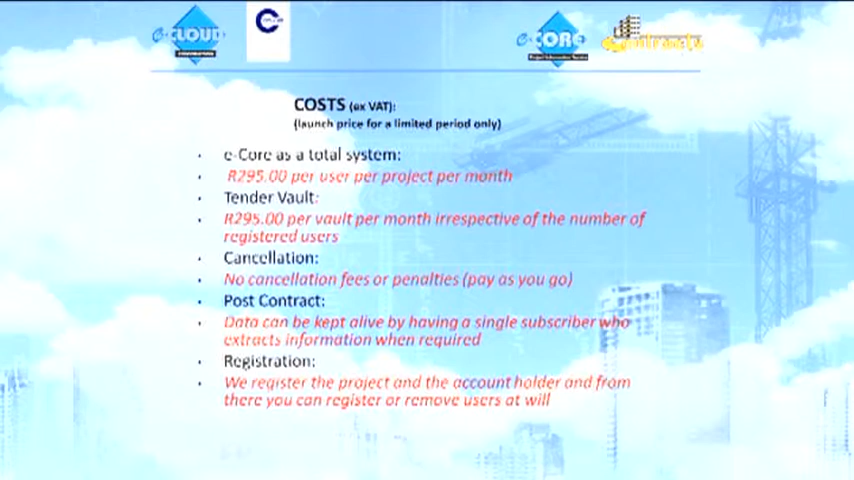 e-CLOUD
e-CORE
Project Information Service
COSTS (ex VAT):
(launch price for a limited period only)
e-Core as a total system:
R295.00 per user per project per month
Tender Vault:
R295.00 per vault per month irrespective of the number of
registered users
Cancellation:
No cancellation fees or penalties (pay as you go)
Post Contract:
Data can be kept alive by having a single subscriber who
extracts information when required
Registration:
We register the project and the account holder and from
there you can register or remove users at will